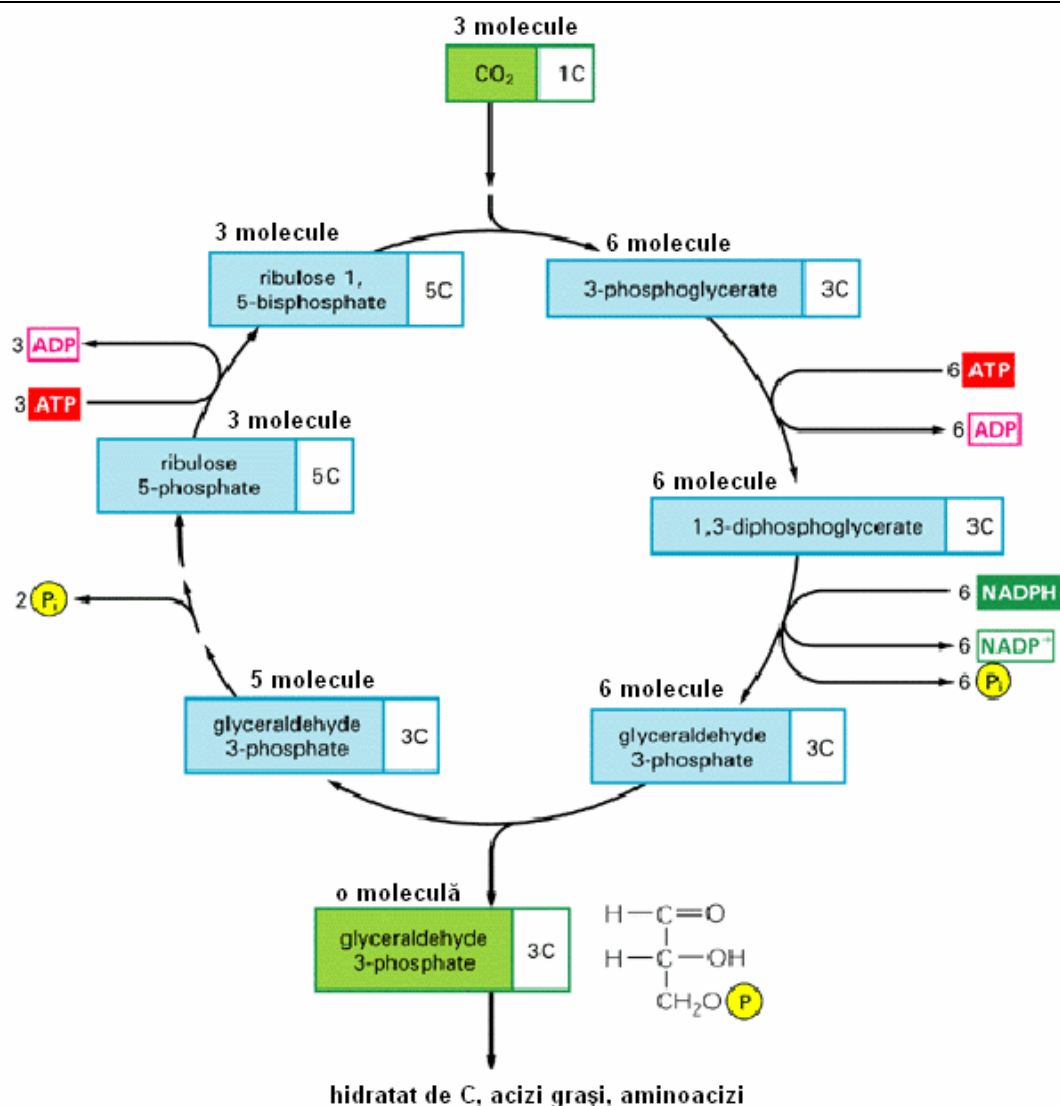 3 molecule
CO₂ 1C
3 molecule
6 molecule
ribulose 1,
5-bisphosphate
5C
3-phosphoglycerate 3C
3 ADP
6 ATP
3 ATP
3 molecule
6 ADP
ribulose
5-phosphate
5C
6 molecule
1,3-diphosphoglycerate 3C
2 Pi
6 NADPH
6 NADP⁺
6 Pi
5 molecule
6 molecule
glyceraldehyde
3-phosphate
3C
glyceraldehyde
3-phosphate
3C
o moleculă
glyceraldehyde
3-phosphate
3C
H—C=O
H—C—OH
CH₂O P
hidratat de C, acizi graşi, aminoacizi